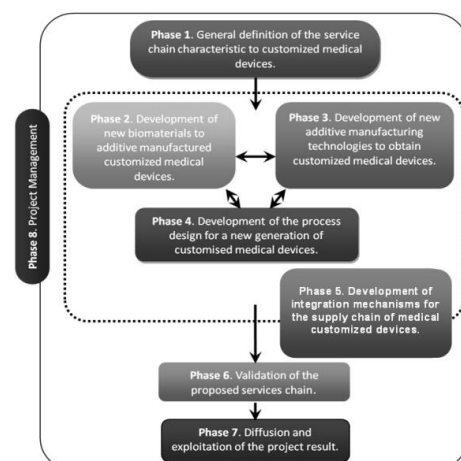 Phase 1. General definition of the service
chain characteristic to customized medical
devices.
Phase 2. Development of
new biomaterials to
additive manufactured
customized medical
devices.
Phase 3. Development of new
additive manufacturing
technologies to obtain
customized medical devices.
Phase 4. Development of the process
design for a new generation of
customised medical devices.
Phase 5. Development of
integration mechanisms for
the supply chain of medical
customized devices.
Phase 6. Validation of the
proposed services chain.
Phase 7. Diffusion and
exploitation of the project result.
Phase 8. Project Management